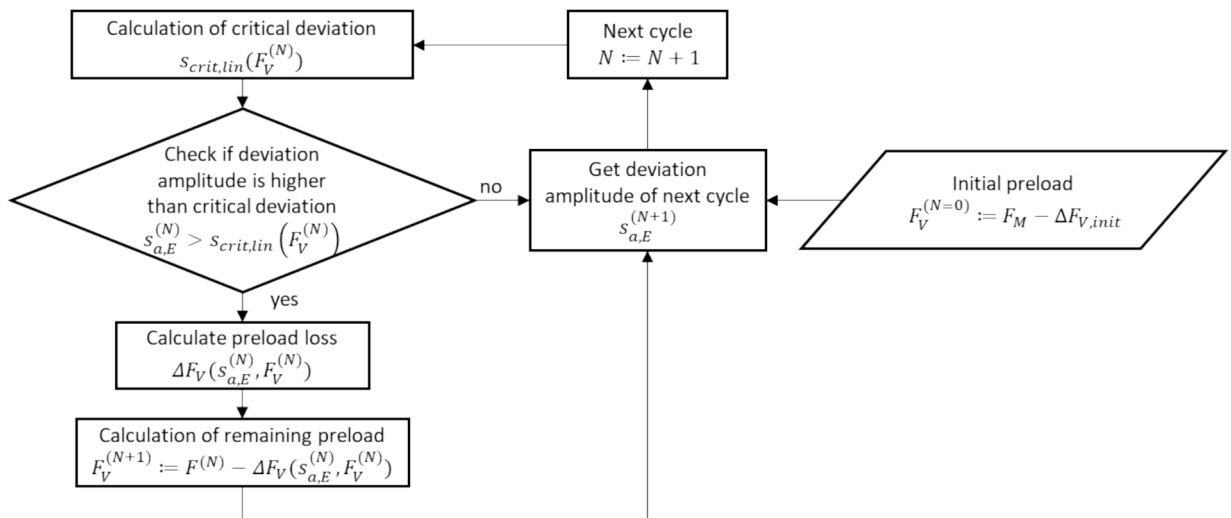 Calculation of critical deviation
s_{crit,lin}(F_V^{(N)})
Next cycle
N := N + 1
Check if deviation
amplitude is higher
than critical deviation
s_{a,E}^{(N)} > s_{crit,lin}(F_V^{(N)})
no
Get deviation
amplitude of next cycle
s_{a,E}^{(N+1)}
Initial preload
F_V^{(N=0)} := F_M − ΔF_{V,init}
yes
Calculate preload loss
ΔF_V(s_{a,E}^{(N)}, F_V^{(N)})
Calculation of remaining preload
F_V^{(N+1)} := F^{(N)} − ΔF_V(s_{a,E}^{(N)}, F_V^{(N)})